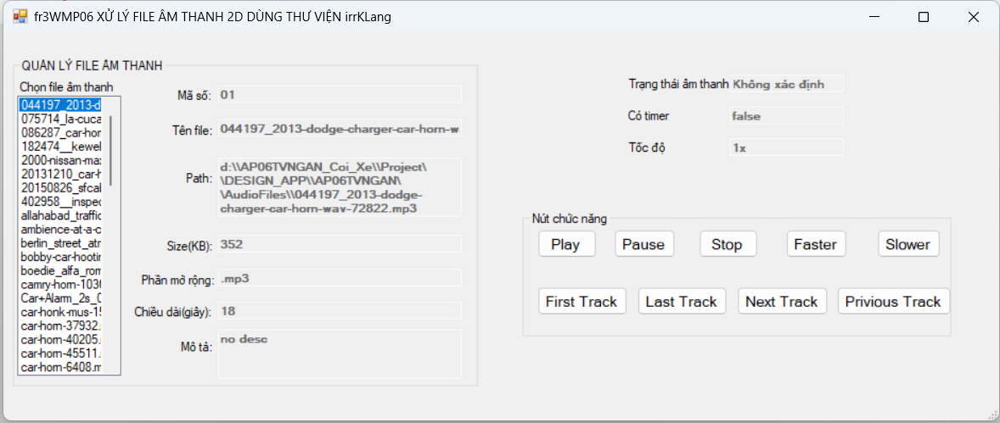 fr3WMP06 XỬ LÝ FILE ÂM THANH 2D DÙNG THƯ VIỆN irrKLang
QUẢN LÝ FILE ÂM THANH
Chọn file âm thanh
044197_2013-d
075714_la-cuca
086287_car-hor
182474__kewel
2000-nissan-max
20131210_car-h
20150826_sfcal
402958__inspec
allahabad_traffic
ambience-at-a-c
berlin_street_atm
bobby-car-hootin
boedie_alfa_rom
camry-horn-1030
Car+Alarm_2s_0
car-honk-mus-15
car-horn-37932.
car-horn-40205.
car-horn-45511.
car-horn-6408.m
Mã số: 01
Tên file: 044197_2013-dodge-charger-car-horn-w
Path: d:\\AP06TVNGAN_Coi_Xe\\Project\
\DESIGN_APP\\AP06TVNGAN\
\AudioFiles\\044197_2013-dodge-
charger-car-horn-wav-72822.mp3
Size(KB): 352
Phần mở rộng: .mp3
Chiều dài(giây): 18
Mô tả: no desc
Trạng thái âm thanh Không xác định
Có timer false
Tốc độ 1x
Nút chức năng
Play Pause Stop Faster Slower
First Track Last Track Next Track Privious Track